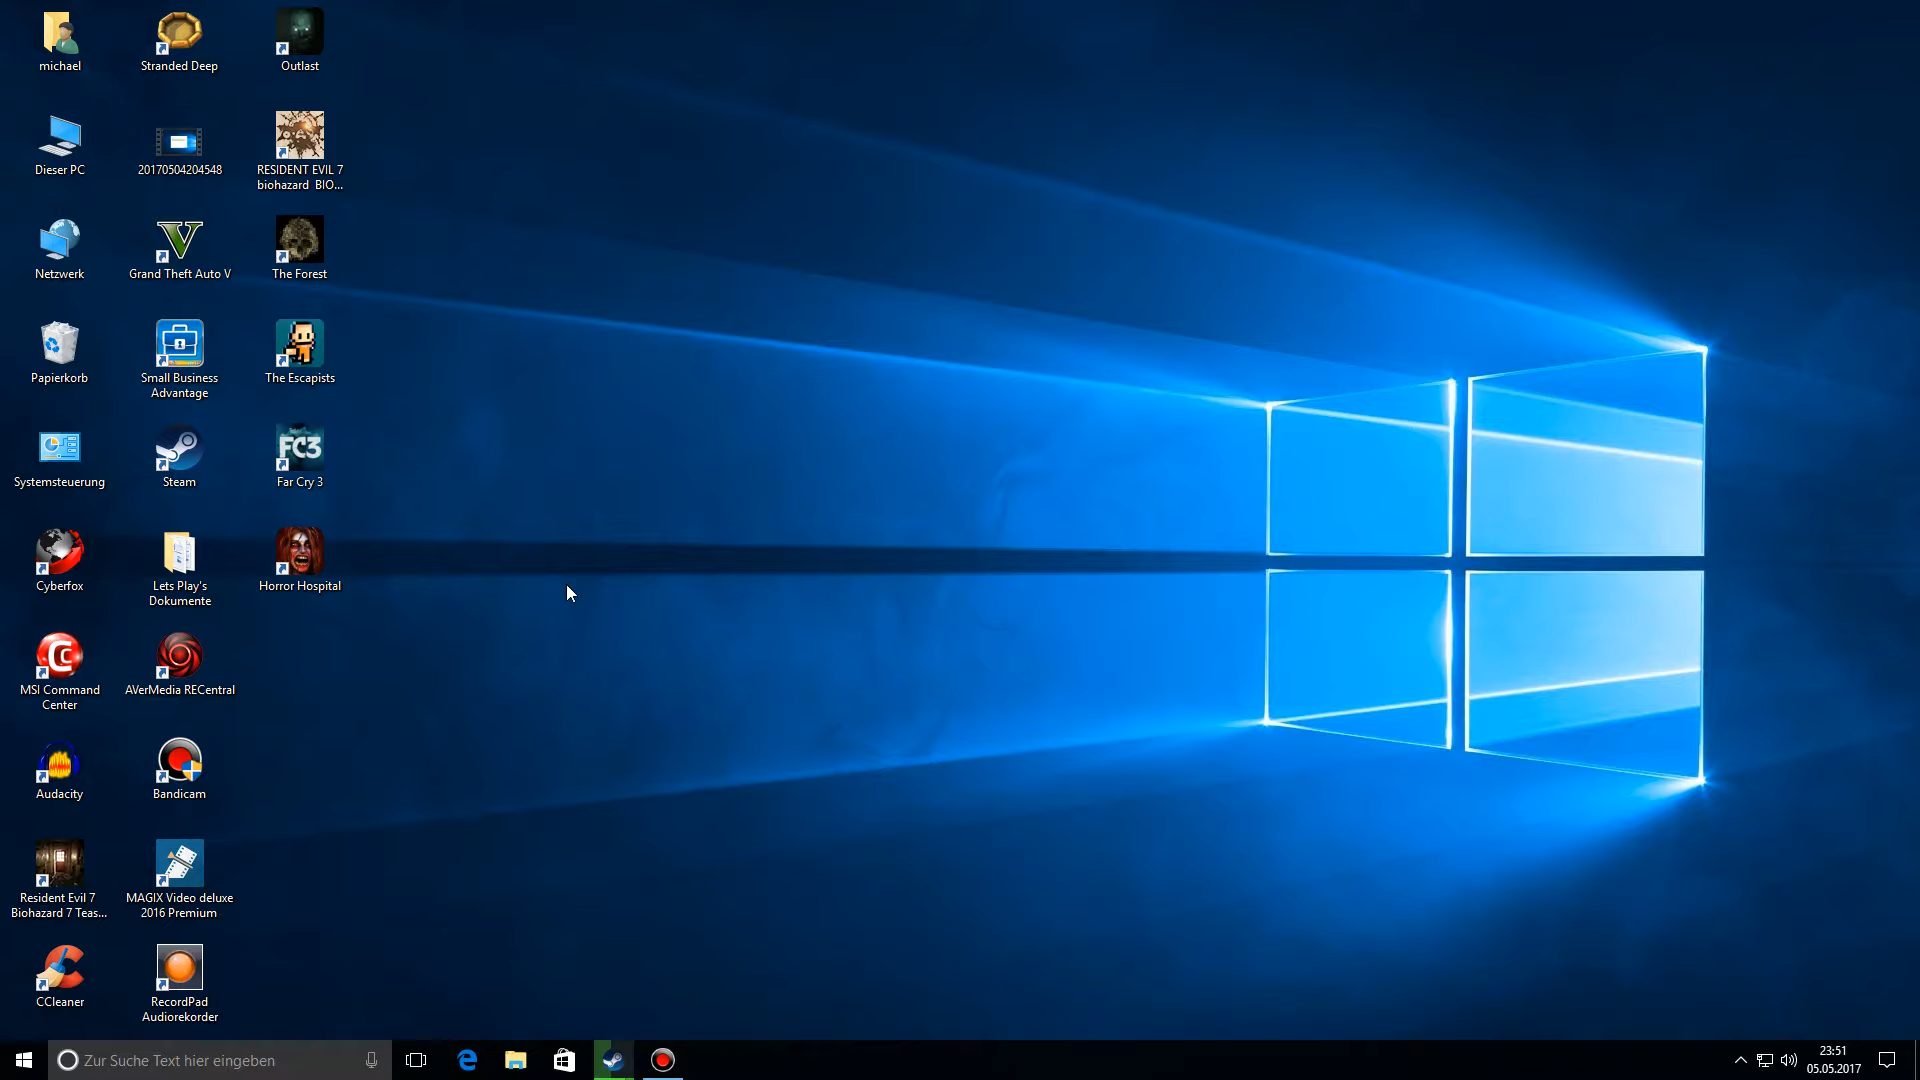 michael
Stranded Deep
Outlast
Dieser PC
20170504204548
RESIDENT EVIL 7
biohazard BIO...
Netzwerk
Grand Theft Auto V
The Forest
Papierkorb
Small Business
Advantage
The Escapists
Systemsteuerung
Steam
FC3
Far Cry 3
Cyberfox
Lets Play's
Dokumente
Horror Hospital
MSI Command
Center
AVerMedia RECentral
Audacity
Bandicam
Resident Evil 7
Biohazard 7 Teas...
MAGIX Video deluxe
2016 Premium
CCleaner
RecordPad
Audiorekorder
Zur Suche Text hier eingeben
23:51
05.05.2017